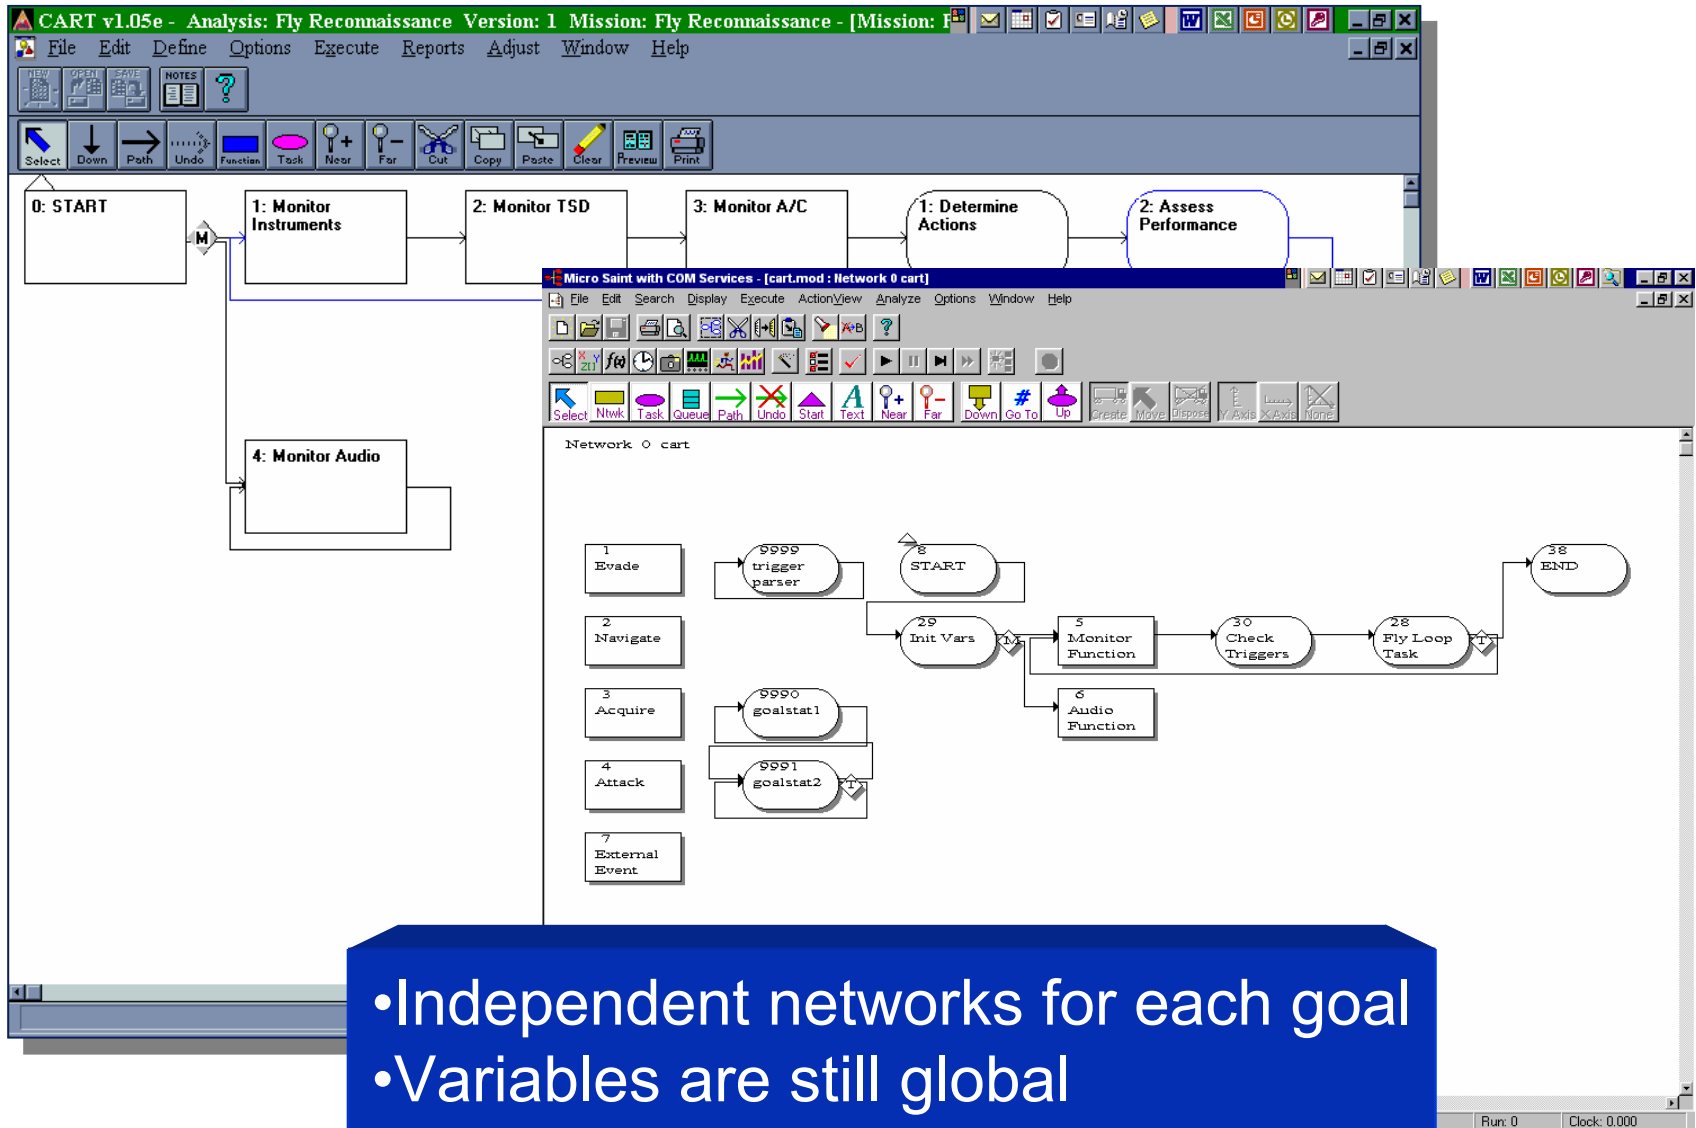 CART v1.05e - Analysis: Fly Reconnaissance Version: 1 Mission: Fly Reconnaissance - [Mission: F
File Edit Define Options Execute Reports Adjust Window Help
NEW OPEN SAVE NOTES
Select Down Path Undo Function Task Near Far Cut Copy Paste Clear Preview Print
0: START
M
1: Monitor
Instruments
2: Monitor TSD
3: Monitor A/C
1: Determine
Actions
2: Assess
Performance
4: Monitor Audio
Micro Saint with COM Services - [cart.mod : Network 0 cart]
File Edit Search Display Execute ActionView Analyze Options Window Help
Select Ntwk Task Queue Path Undo Start Text Near Far Down Go To Up Create Move Dispose Y Axis X Axis None
Network 0 cart
1
Evade
9999
trigger
parser
8
START
38
END
2
Navigate
29
Init Vars
M
5
Monitor
Function
30
Check
Triggers
28
Fly Loop
Task
T
3
Acquire
9990
goalstat1
6
Audio
Function
4
Attack
9991
goalstat2
T
7
External
Event
•Independent networks for each goal
•Variables are still global
Run: 0 Clock: 0.000